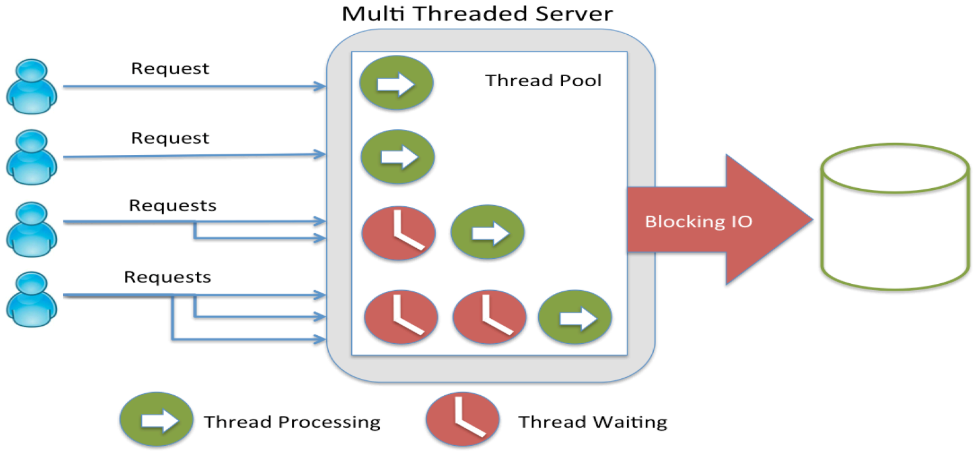 Multi Threaded Server
Request
Thread Pool
Request
Requests
Blocking IO
Requests
Thread Processing
Thread Waiting